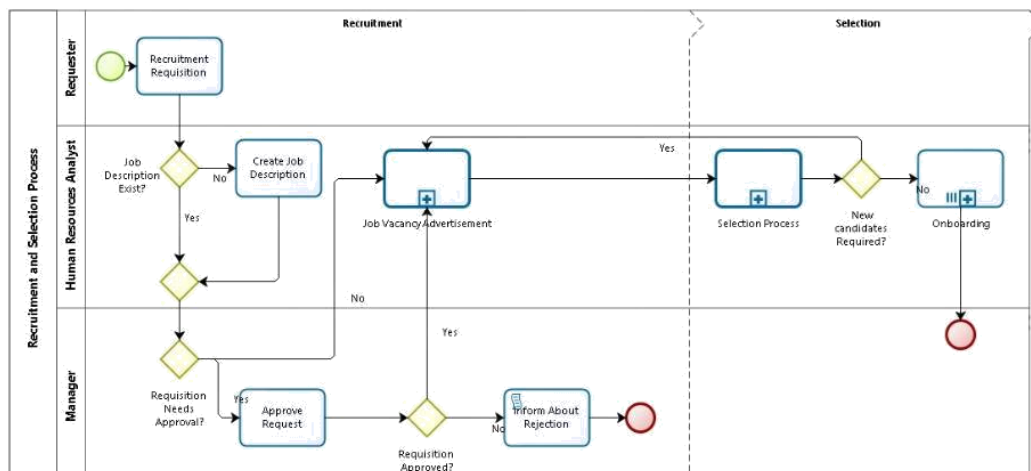 Recruitment
Selection
Recruitment and Selection Process
Requester
Recruitment
Requisition
Human Resources Analyst
Job
Description
Exist?
No
Create Job
Description
Yes
Job Vacancy Advertisement
Yes
Selection Process
New
candidates
Required?
No
Onboarding
No
Manager
Requisition
Needs
Approval?
Yes
Approve
Request
Yes
Requisition
Approved?
No
Inform About
Rejection